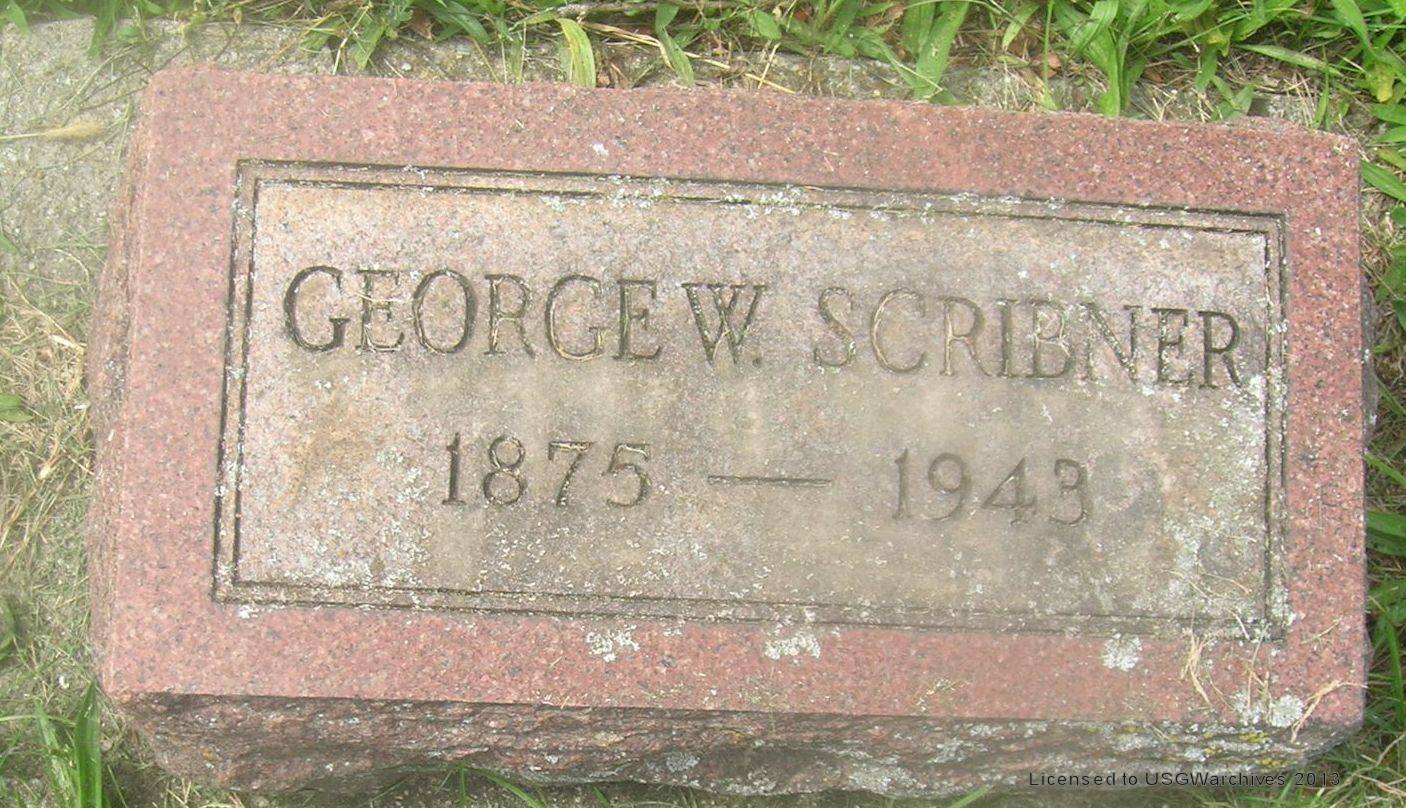 GEORGE W. SCRIBNER
1875 — 1943
Licensed to USGWarchives 2013